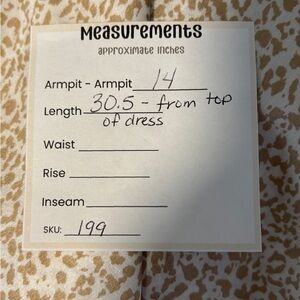 Measurements
approximate inches
Armpit - Armpit 14
Length 30.5 - from top
of dress
Waist
Rise
Inseam
SKU: 199